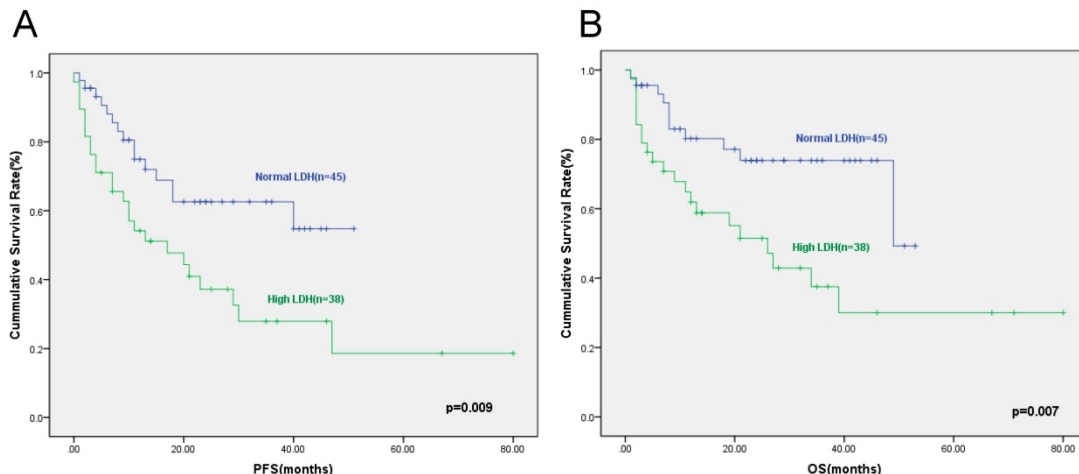 A
Cummulative Survival Rate(%)
1.0
0.8
0.6
0.4
0.2
0.0
Normal LDH(n=45)
High LDH(n=38)
p=0.009
.00 20.00 40.00 60.00 80.00
PFS(months)
B
Cummulative Survival Rate(%)
1.0
0.8
0.6
0.4
0.2
0.0
Normal LDH(n=45)
High LDH(n=38)
p=0.007
.00 20.00 40.00 60.00 80.00
OS(months)